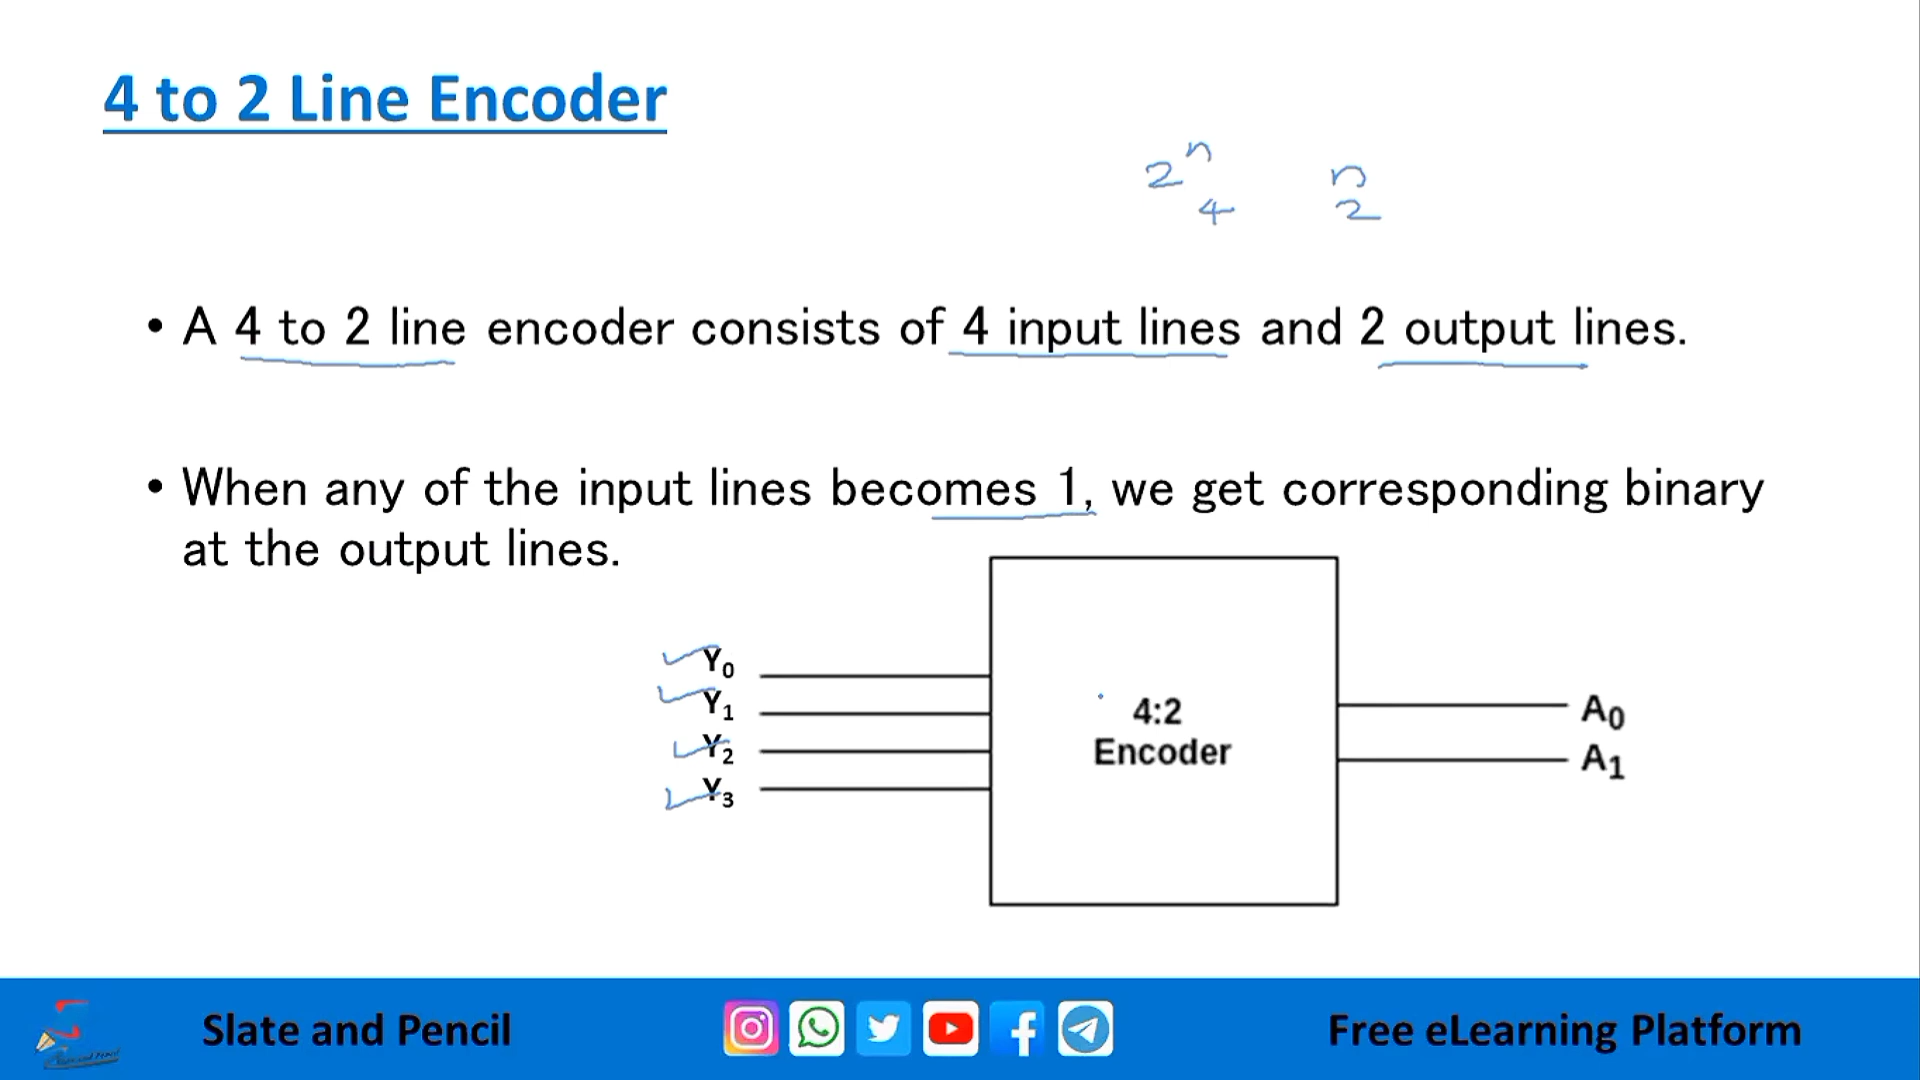 4 to 2 Line Encoder
2ⁿ n
4 2
• A 4 to 2 line encoder consists of 4 input lines and 2 output lines.
• When any of the input lines becomes 1, we get corresponding binary
at the output lines.
Y₀
Y₁
Y₂
Y₃
4:2
Encoder
A₀
A₁
Slate and Pencil
Free eLearning Platform